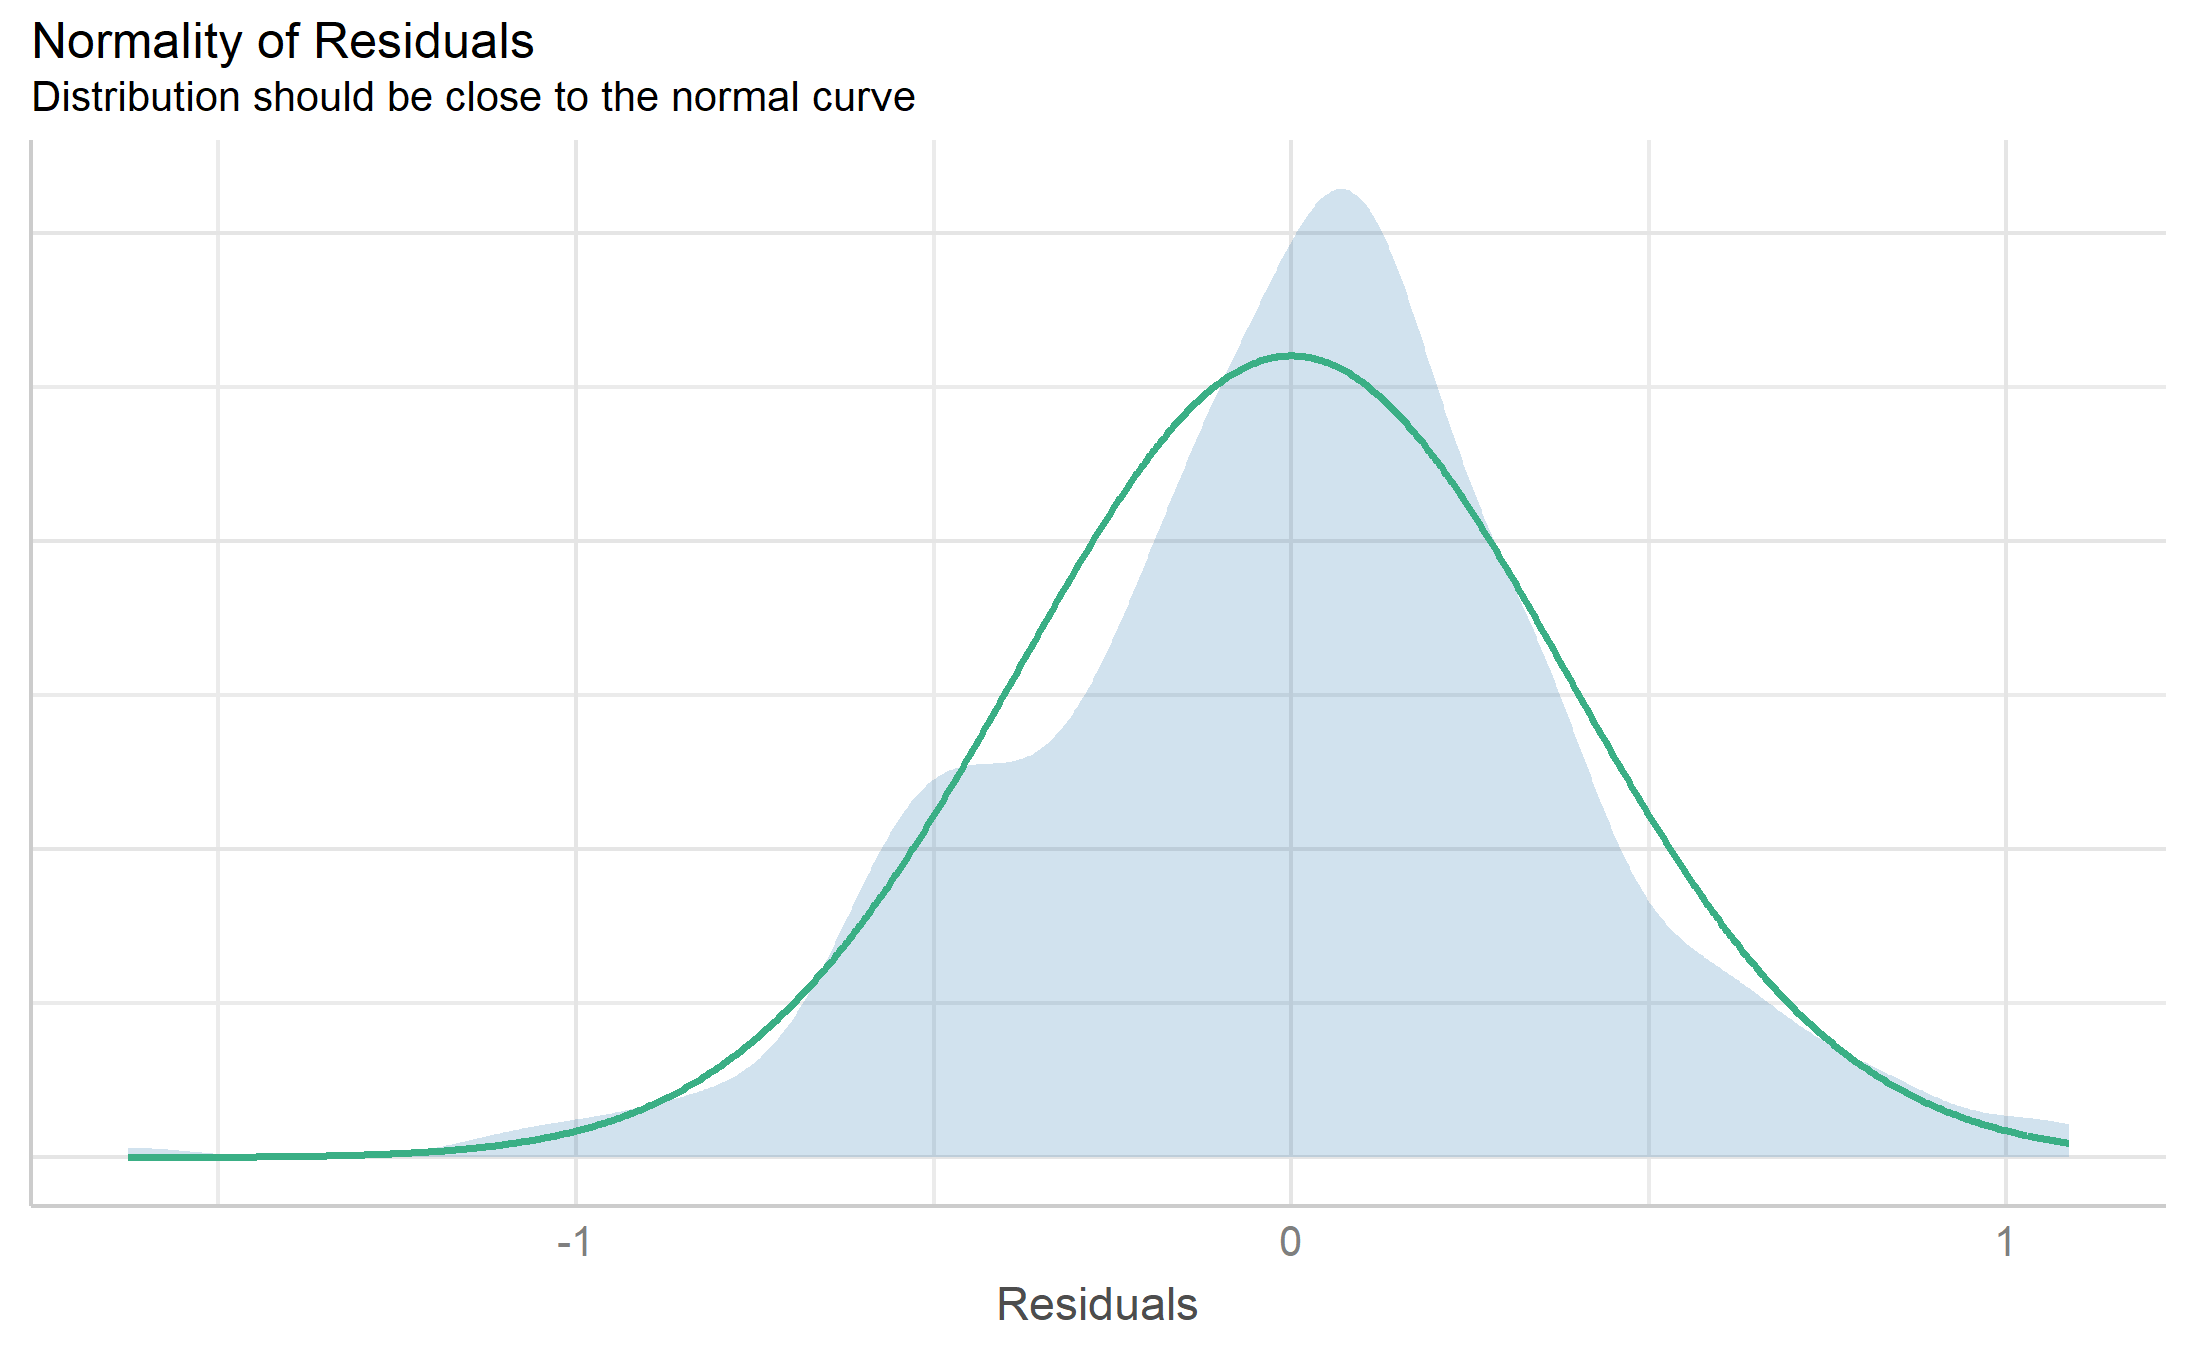 Normality of Residuals
Distribution should be close to the normal curve
-1
0
1
Residuals